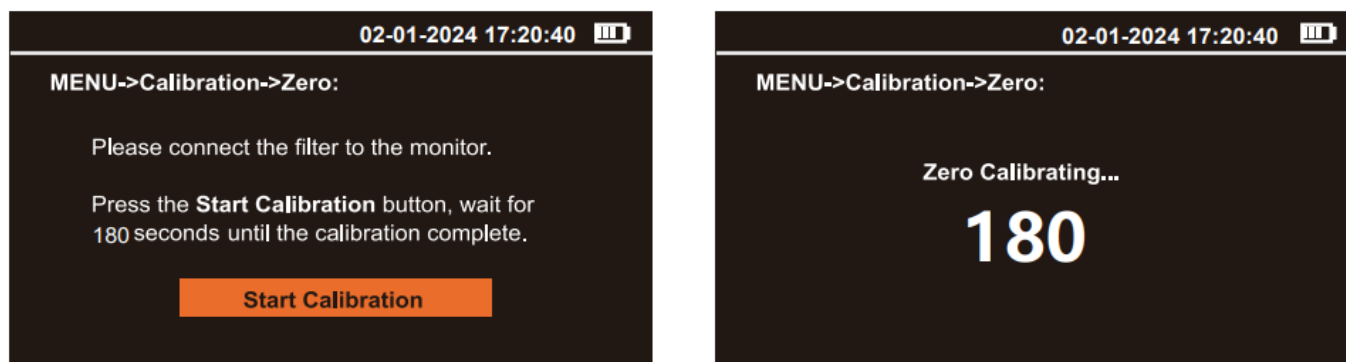 02-01-2024 17:20:40
MENU->Calibration->Zero:
Please connect the filter to the monitor.
Press the Start Calibration button, wait for
180 seconds until the calibration complete.
Start Calibration
02-01-2024 17:20:40
MENU->Calibration->Zero:
Zero Calibrating...
180